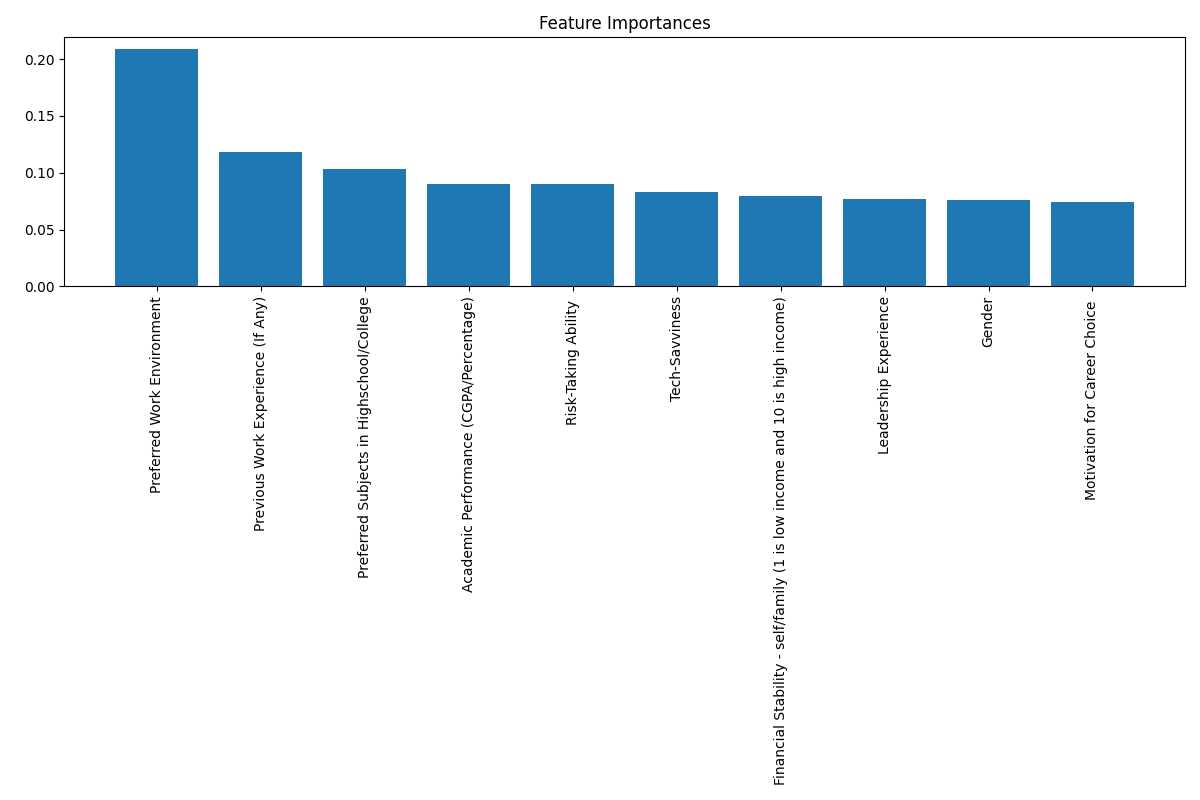 Feature Importances
0.20
0.15
0.10
0.05
0.00
Preferred Work Environment
Previous Work Experience (If Any)
Preferred Subjects in Highschool/College
Academic Performance (CGPA/Percentage)
Risk-Taking Ability
Tech-Savviness
Financial Stability - self/family (1 is low income and 10 is high income)
Leadership Experience
Gender
Motivation for Career Choice